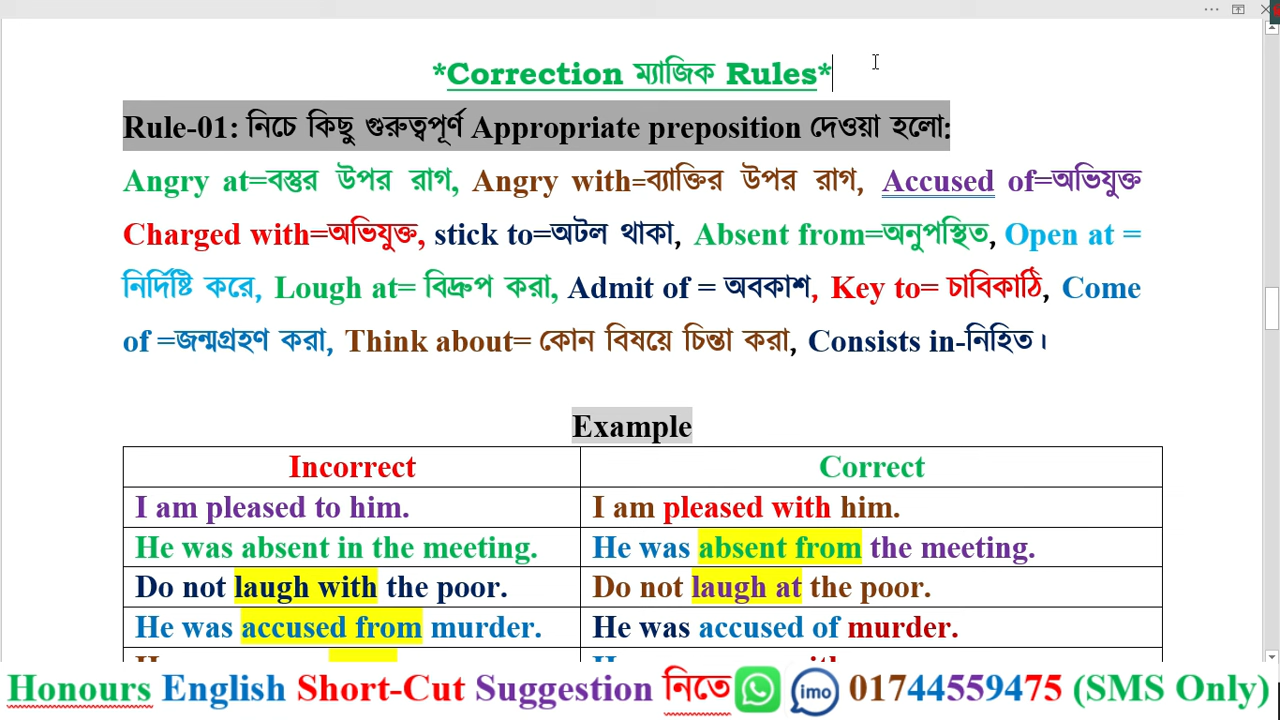 *Correction ম্যাজিক Rules*
Rule-01: নিচে কিছু গুরুত্বপূর্ণ Appropriate preposition দেওয়া হলো:
Angry at=বস্তুর উপর রাগ, Angry with=ব্যাক্তির উপর রাগ, Accused of=অভিযুক্ত
Charged with=অভিযুক্ত, stick to=অটল থাকা, Absent from=অনুপস্থিত, Open at =
নির্দিষ্টি করে, Lough at= বিদ্রুপ করা, Admit of = অবকাশ, Key to= চাবিকাঠি, Come
of =জন্মগ্রহণ করা, Think about= কোন বিষয়ে চিন্তা করা, Consists in-নিহিত।
Example
Incorrect Correct
I am pleased to him. I am pleased with him.
He was absent in the meeting. He was absent from the meeting.
Do not laugh with the poor. Do not laugh at the poor.
He was accused from murder. He was accused of murder.
Honours English Short-Cut Suggestion নিতে imo 01744559475 (SMS Only)